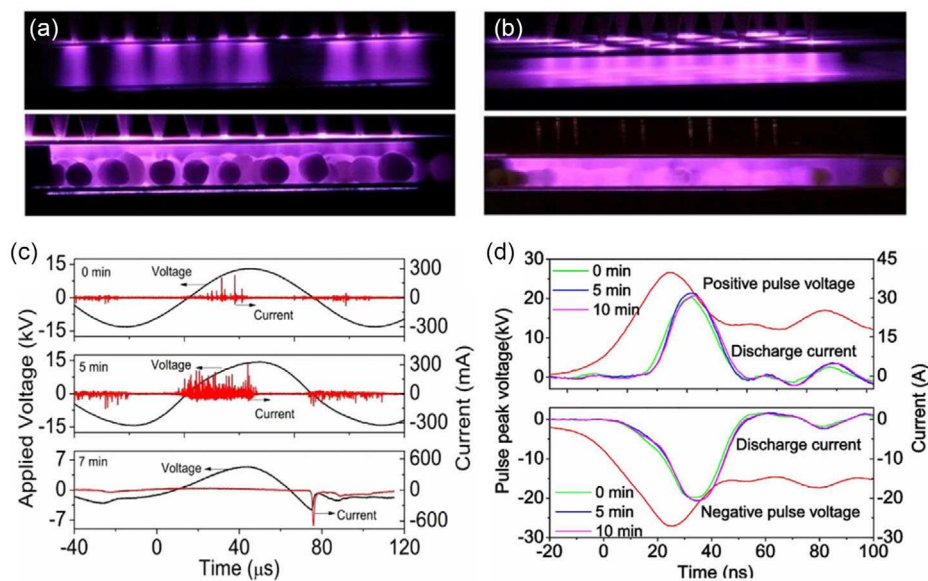 (a)
(b)
(c)
15
0 min
Voltage
300
0
0
Current
-15
-300
15
5 min
Voltage
300
0
0
Current
-15
-300
7
7 min
Voltage
600
0
0
Current
-7
-600
Applied Voltage (kV)
Current (mA)
-40 0 40 80 120
Time (μs)
(d)
30
45
0 min
5 min
10 min
Positive pulse voltage
20
30
10
15
Discharge current
0
0
0
0
Discharge current
-10
-10
-20
-20
0 min
5 min
10 min
Negative pulse voltage
-30
-30
Pulse peak voltage(kV)
Current (A)
-20 0 20 40 60 80 100
Time (ns)